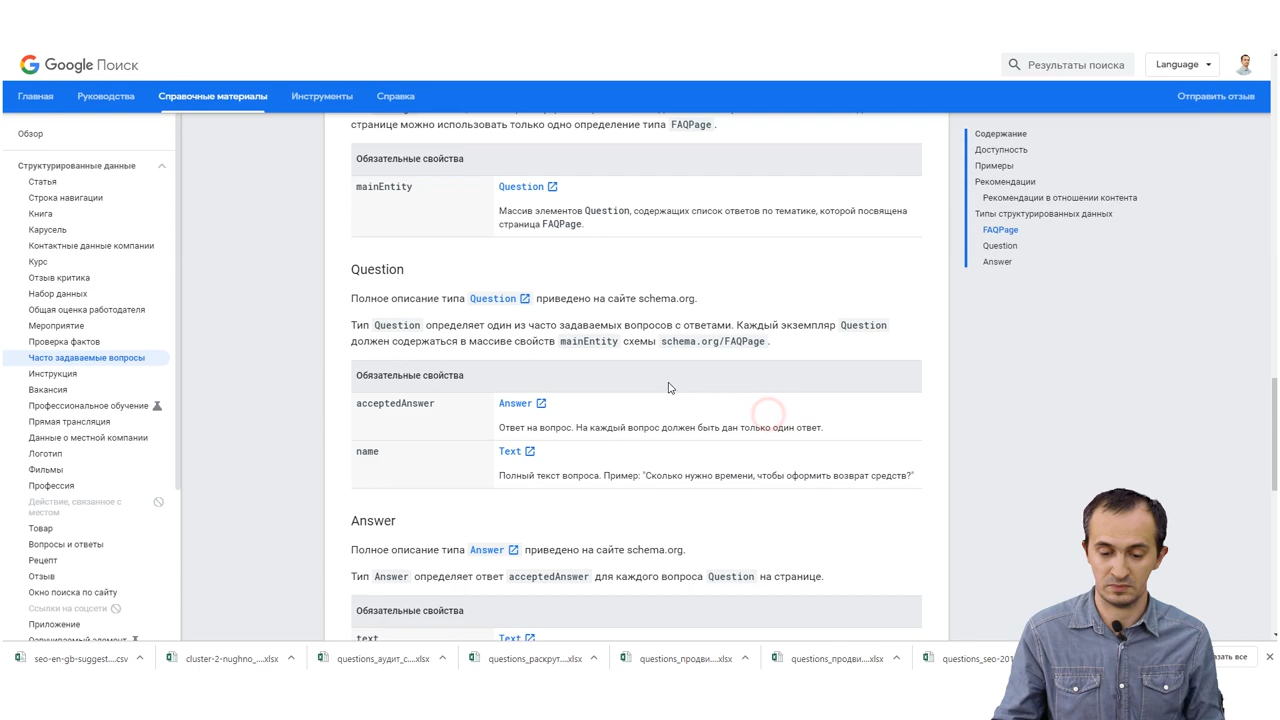 Google Поиск
Результаты поиска
Language
Главная
Руководства
Справочные материалы
Инструменты
Справка
Отправить отзыв
Обзор
Структурированные данные
Статья
Строка навигации
Книга
Карусель
Контактные данные компании
Курс
Отзыв критика
Набор данных
Общая оценка работодателя
Мероприятие
Проверка фактов
Часто задаваемые вопросы
Инструкция
Вакансия
Профессиональное обучение
Прямая трансляция
Данные о местной компании
Логотип
Фильмы
Профессия
Действие, связанное с
местом
Товар
Вопросы и ответы
Рецепт
Отзыв
Окно поиска по сайту
Ссылки на соцсети
Приложение
Озвучиваемый элемент
странице можно использовать только одно определение типа FAQPage .
Обязательные свойства
mainEntity
Question
Массив элементов Question, содержащих список ответов по тематике, которой посвящена
страница FAQPage.
Question
Полное описание типа Question приведено на сайте schema.org.
Тип Question определяет один из часто задаваемых вопросов с ответами. Каждый экземпляр Question
должен содержаться в массиве свойств mainEntity схемы schema.org/FAQPage .
Обязательные свойства
acceptedAnswer
Answer
Ответ на вопрос. На каждый вопрос должен быть дан только один ответ.
name
Text
Полный текст вопроса. Пример: "Сколько нужно времени, чтобы оформить возврат средств?"
Answer
Полное описание типа Answer приведено на сайте schema.org.
Тип Answer определяет ответ acceptedAnswer для каждого вопроса Question на странице.
Обязательные свойства
text
Text
Содержание
Доступность
Примеры
Рекомендации
Рекомендации в отношении контента
Типы структурированных данных
FAQPage
Question
Answer
seo-en-gb-suggest....csv
cluster-2-nughno_....xlsx
questions_аудит_с....xlsx
questions_раскрут....xlsx
questions_продви....xlsx
questions_продви....xlsx
questions_seo-201
зать все